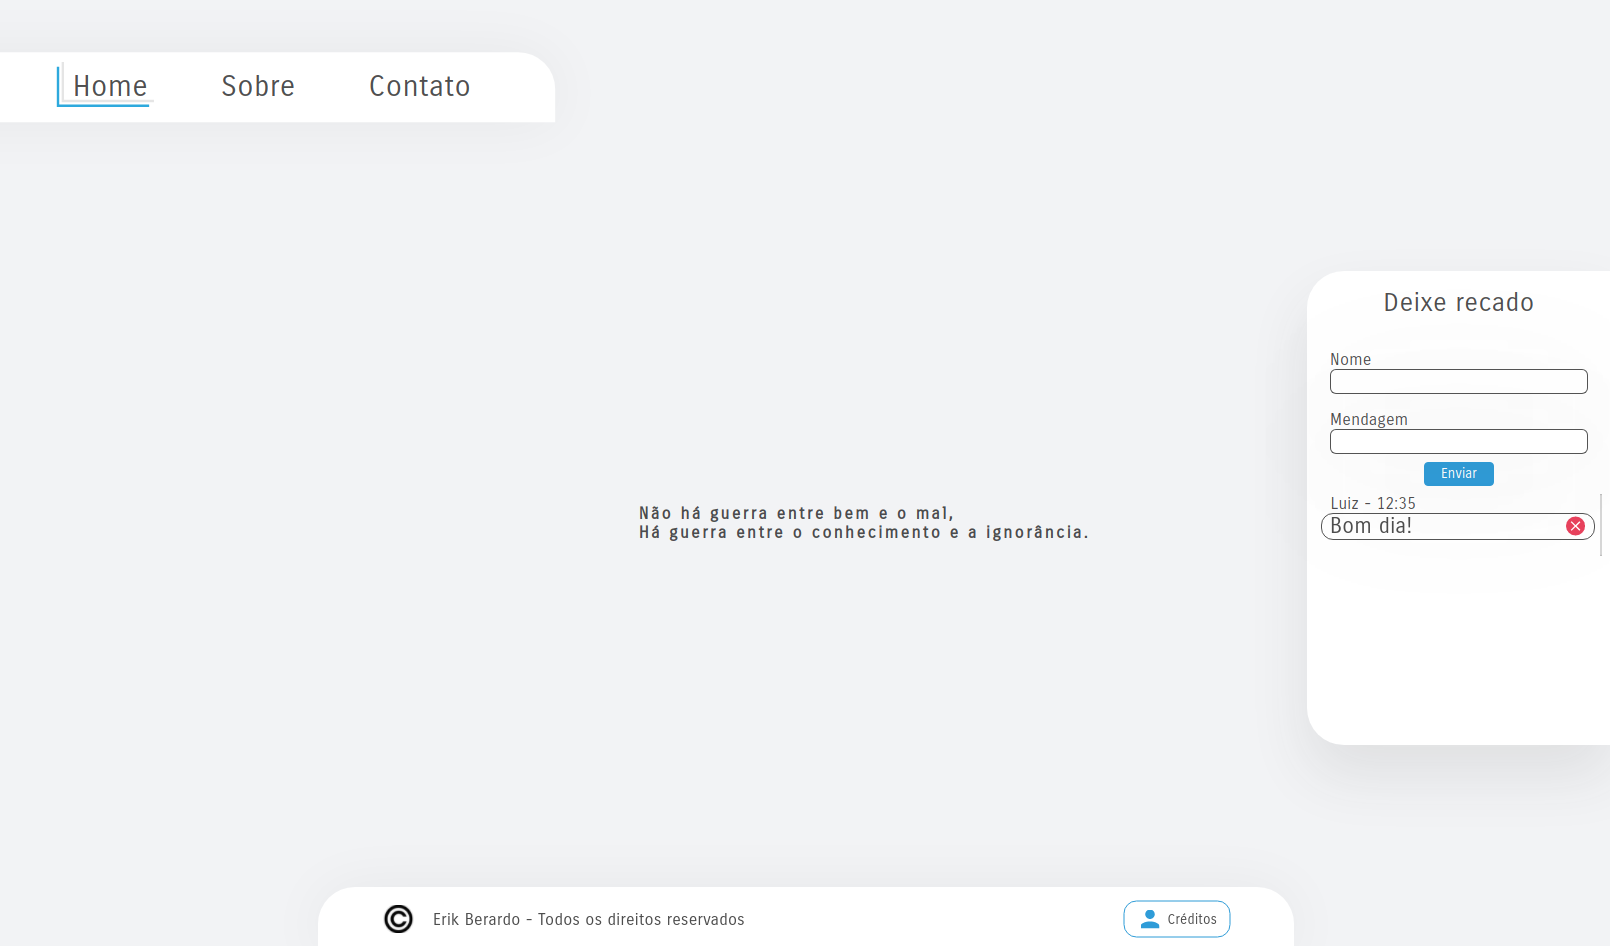 Home
Sobre
Contato
Deixe recado
Nome
Mendagem
Enviar
Luiz - 12:35
Bom dia!
Não há guerra entre bem e o mal,
Há guerra entre o conhecimento e a ignorância.
© Erik Berardo - Todos os direitos reservados
Créditos